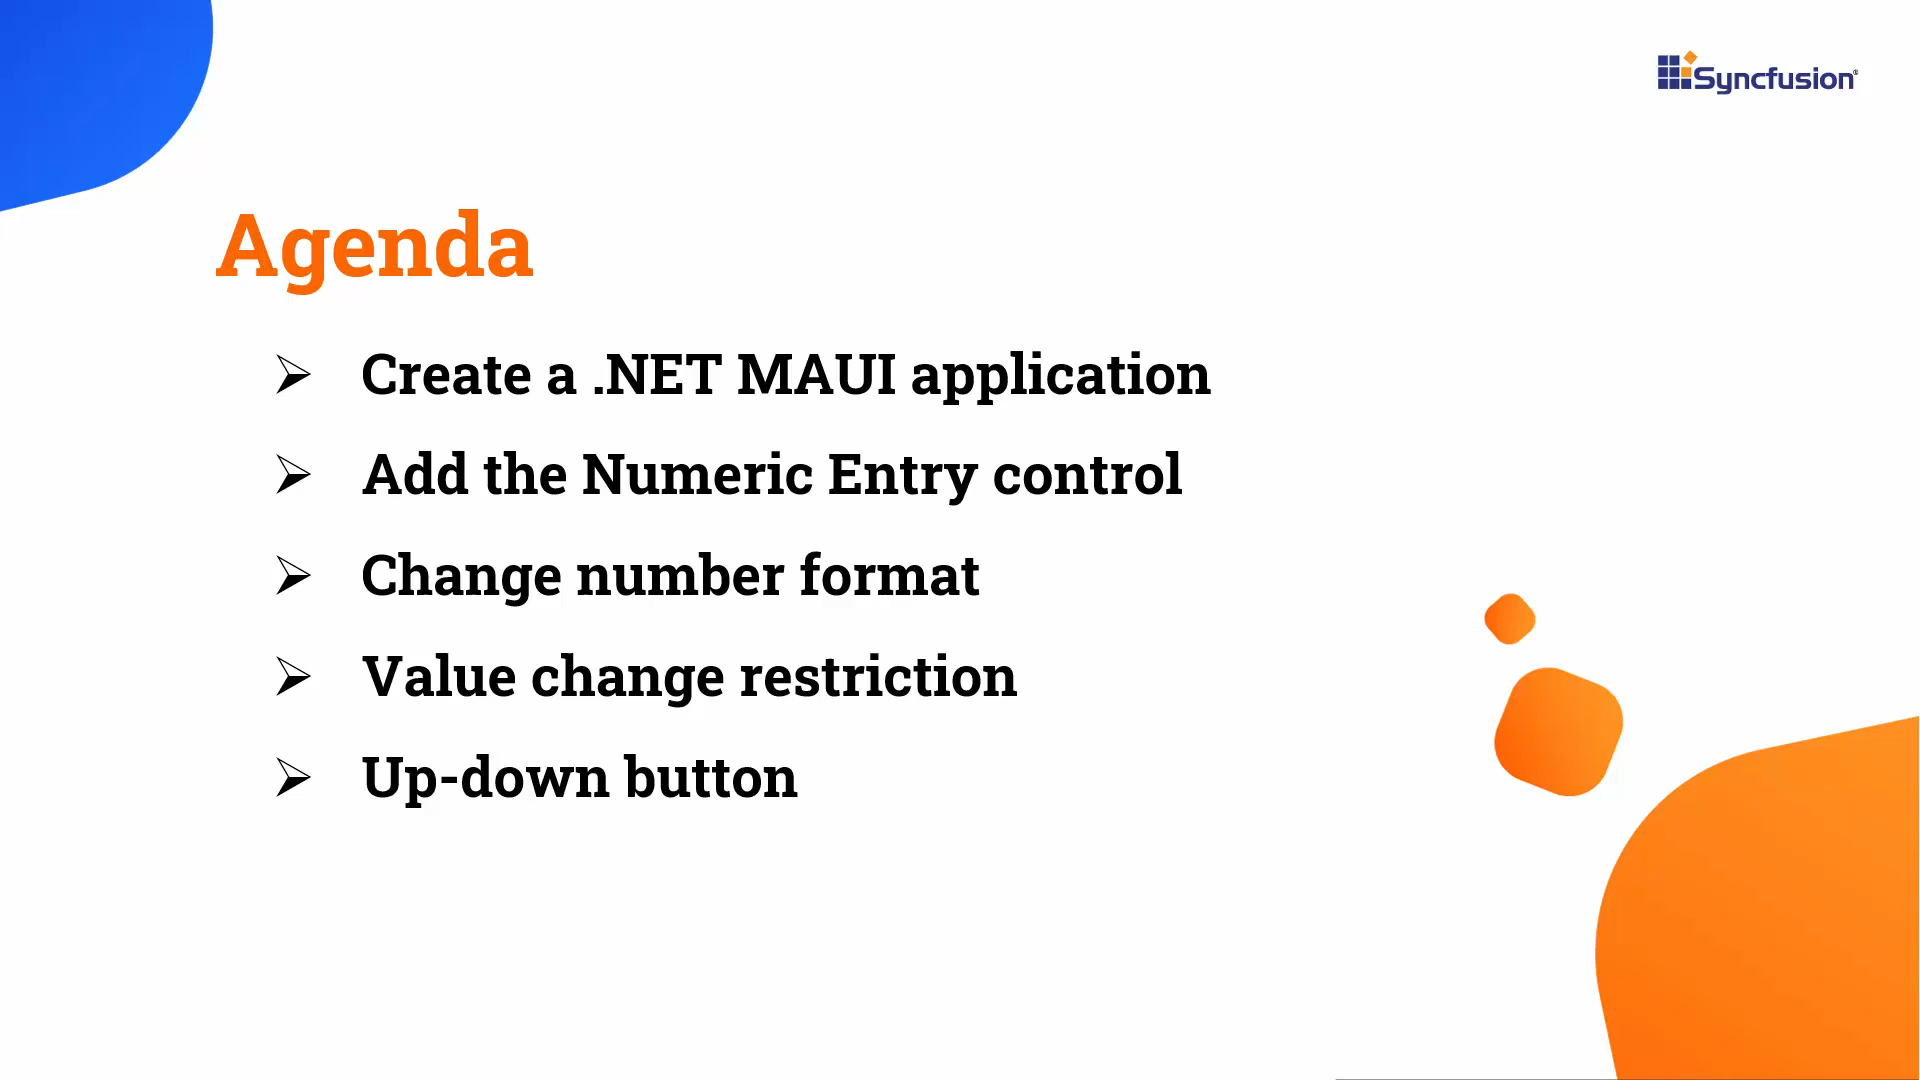 Syncfusion®
Agenda
➢ Create a .NET MAUI application
➢ Add the Numeric Entry control
➢ Change number format
➢ Value change restriction
➢ Up-down button